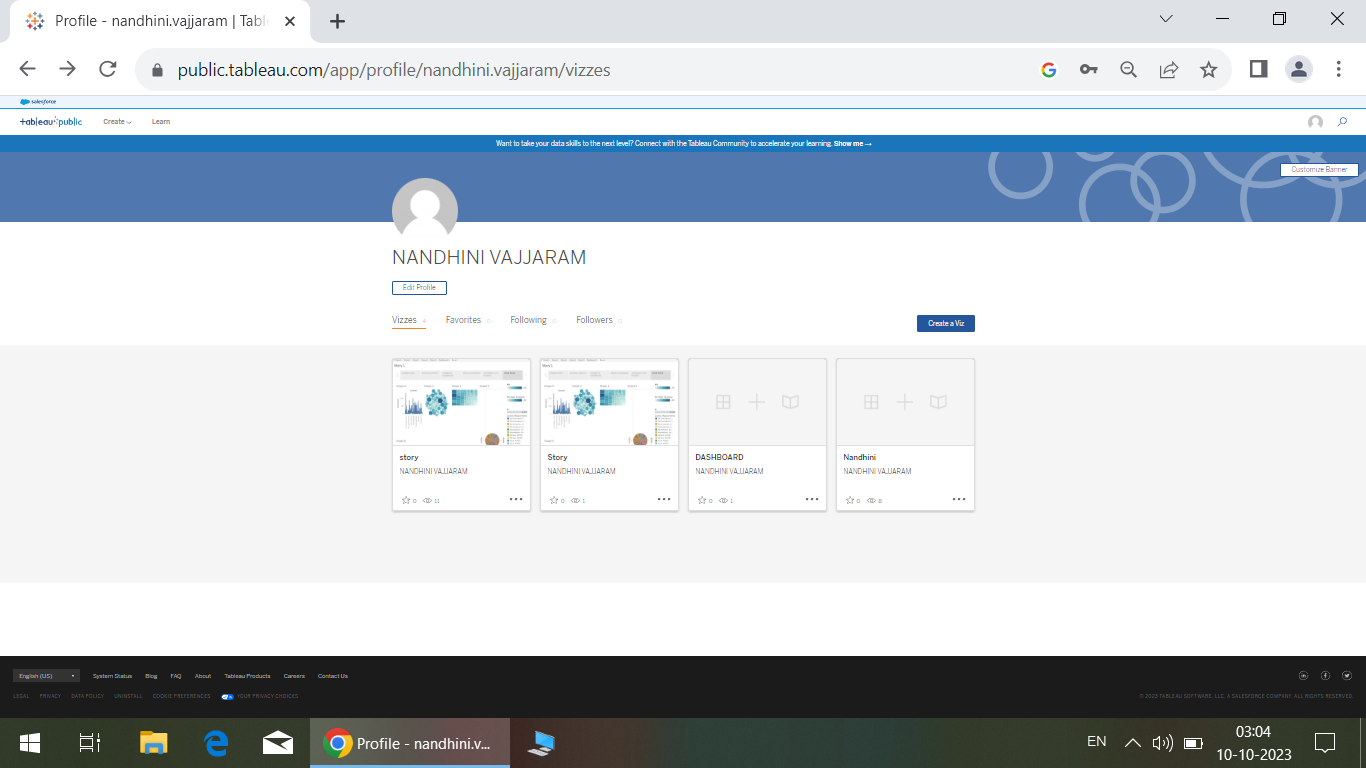 Profile - nandhini.vajjaram | Tabl
public.tableau.com/app/profile/nandhini.vajjaram/vizzes
salesforce
+ab|eau public
Create
Learn
Want to take your data skills to the next level? Connect with the Tableau Community to accelerate your learning. Show me →
Customize Banner
NANDHINI VAJJARAM
Edit Profile
Vizzes 4 Favorites 0 Following 0 Followers 0
Create a Viz
story
NANDHINI VAJJARAM
0 11
Story
NANDHINI VAJJARAM
0 1
DASHBOARD
NANDHINI VAJJARAM
0 1
Nandhini
NANDHINI VAJJARAM
0 8
English (US)
System Status Blog FAQ About Tableau Products Careers Contact Us
LEGAL PRIVACY DATA POLICY UNINSTALL COOKIE PREFERENCES YOUR PRIVACY CHOICES
© 2023 TABLEAU SOFTWARE, LLC, A SALESFORCE COMPANY. ALL RIGHTS RESERVED.
Profile - nandhini.v...
EN
03:04
10-10-2023